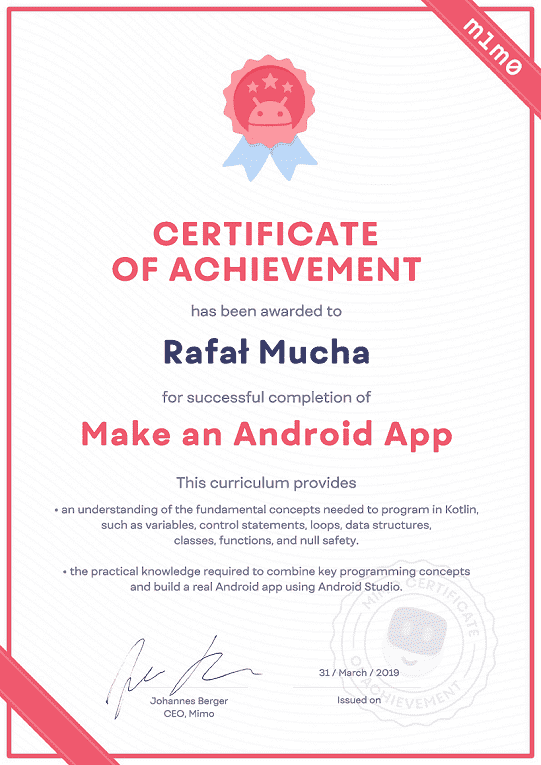 m1m0
CERTIFICATE
OF ACHIEVEMENT
has been awarded to
Rafał Mucha
for successful completion of
Make an Android App
This curriculum provides
• an understanding of the fundamental concepts needed to program in Kotlin,
such as variables, control statements, loops, data structures,
classes, functions, and null safety.
• the practical knowledge required to combine key programming concepts
and build a real Android app using Android Studio.
MIMO CERTIFICATE
OF ACHIEVEMENT
31 / March / 2019
Johannes Berger
Issued on
CEO, Mimo